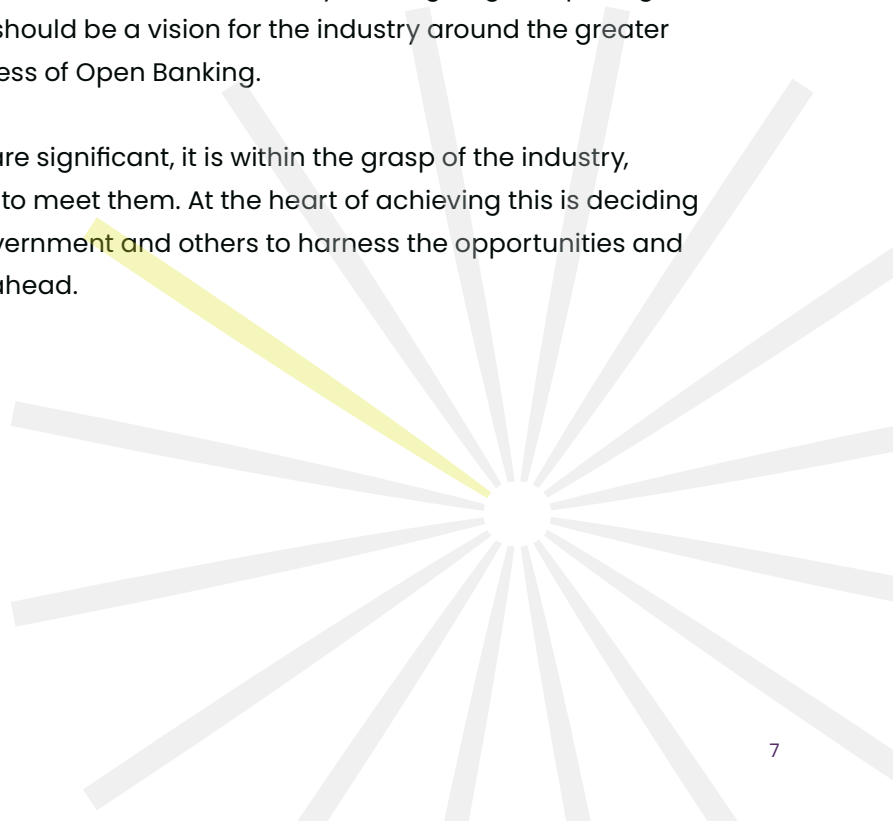 should be a vision for the industry around the greater
ess of Open Banking.
are significant, it is within the grasp of the industry,
to meet them. At the heart of achieving this is deciding
vernment and others to harness the opportunities and
ahead.
7